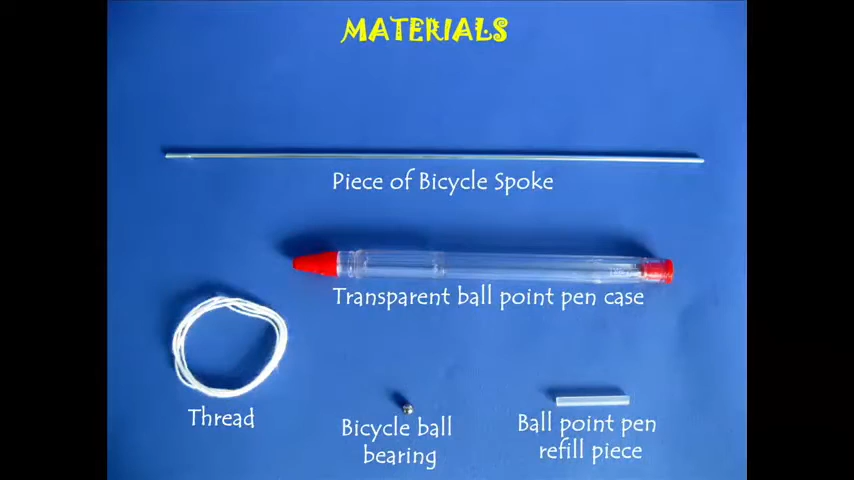 MATERIALS
Piece of Bicycle Spoke
Transparent ball point pen case
Thread
Bicycle ball
bearing
Ball point pen
refill piece